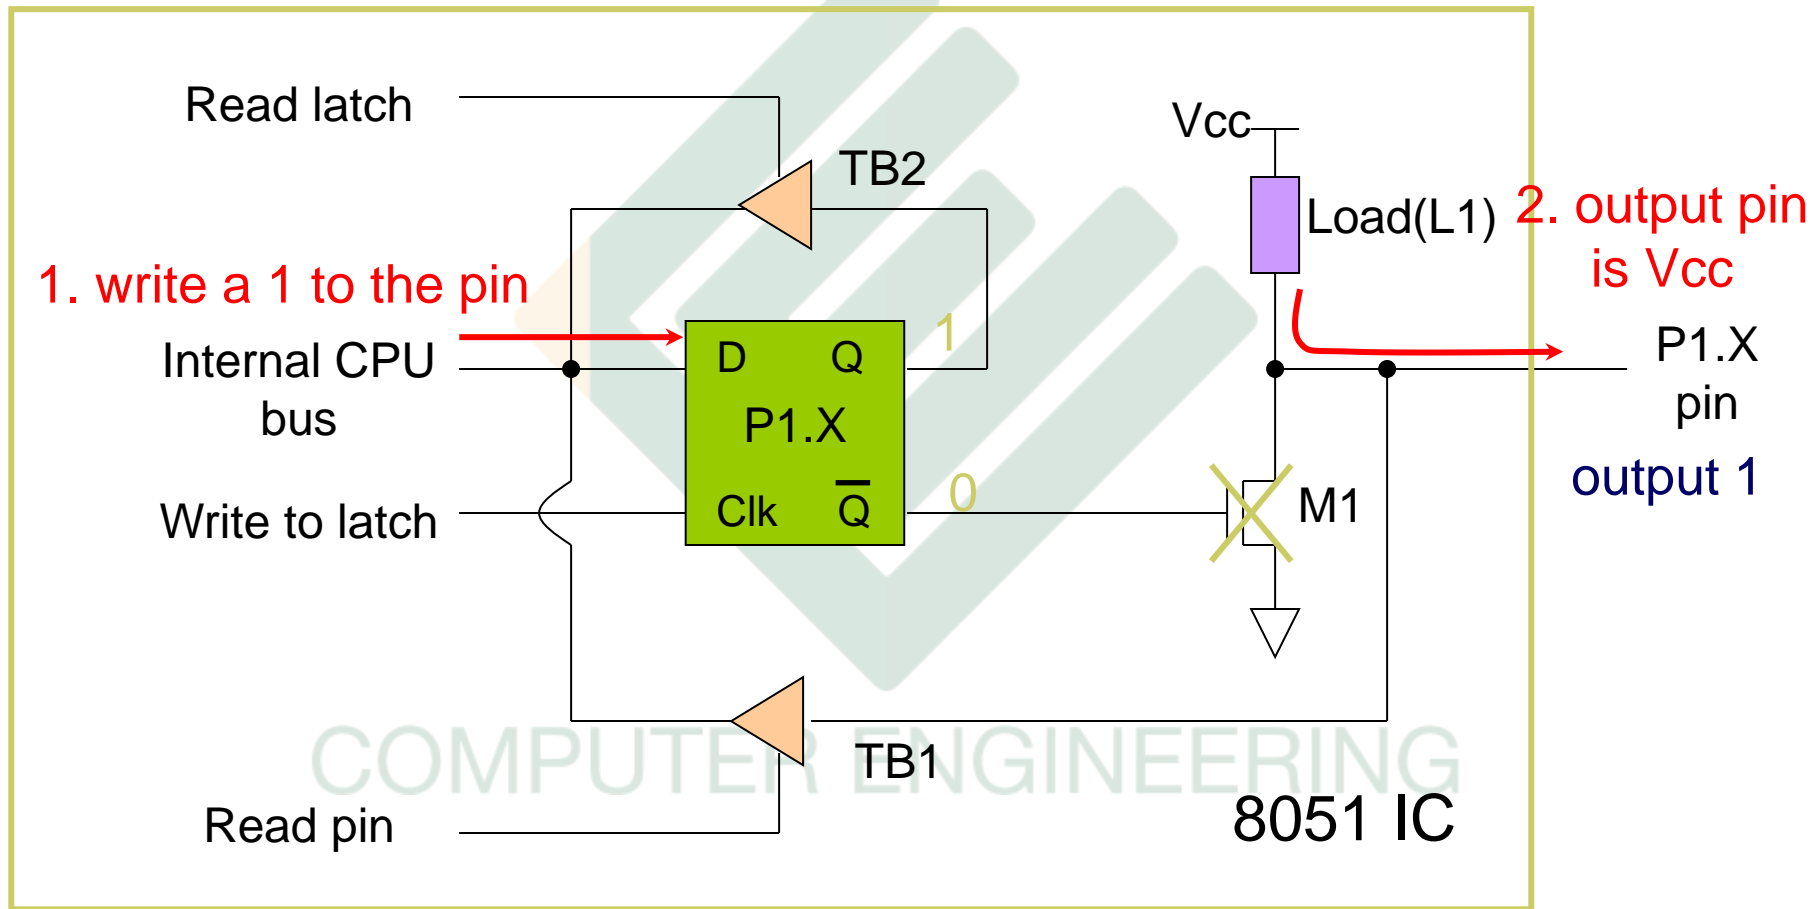 Read latch
Vcc
TB2
Load(L1)
2. output pin
is Vcc
1. write a 1 to the pin
Internal CPU
bus
D Q
1
P1.X
Clk Q̅
0
P1.X
pin
output 1
Write to latch
M1
TB1
COMPUTER ENGINEERING
Read pin
8051 IC